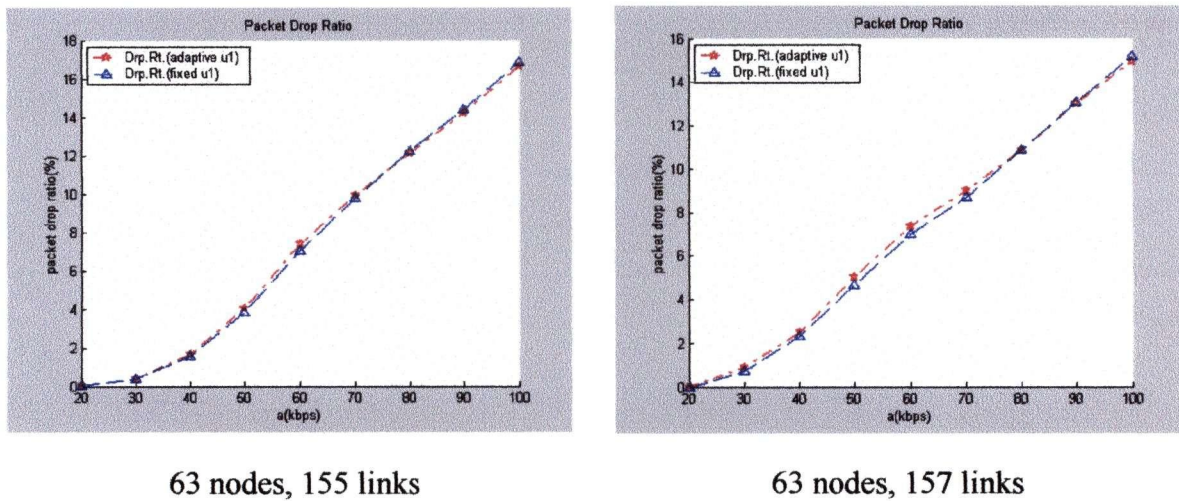 Packet Drop Ratio
18
16
14
12
10
8
6
4
2
0
packet drop ratio(%)
Drp.Rt.(adaptive u1)
Drp.Rt.(fixed u1)
20 30 40 50 60 70 80 90 100
a(kbps)
63 nodes, 155 links
Packet Drop Ratio
16
14
12
10
8
6
4
2
0
packet drop ratio(%)
Drp.Rt.(adaptive u1)
Drp.Rt.(fixed u1)
20 30 40 50 60 70 80 90 100
a(kbps)
63 nodes, 157 links